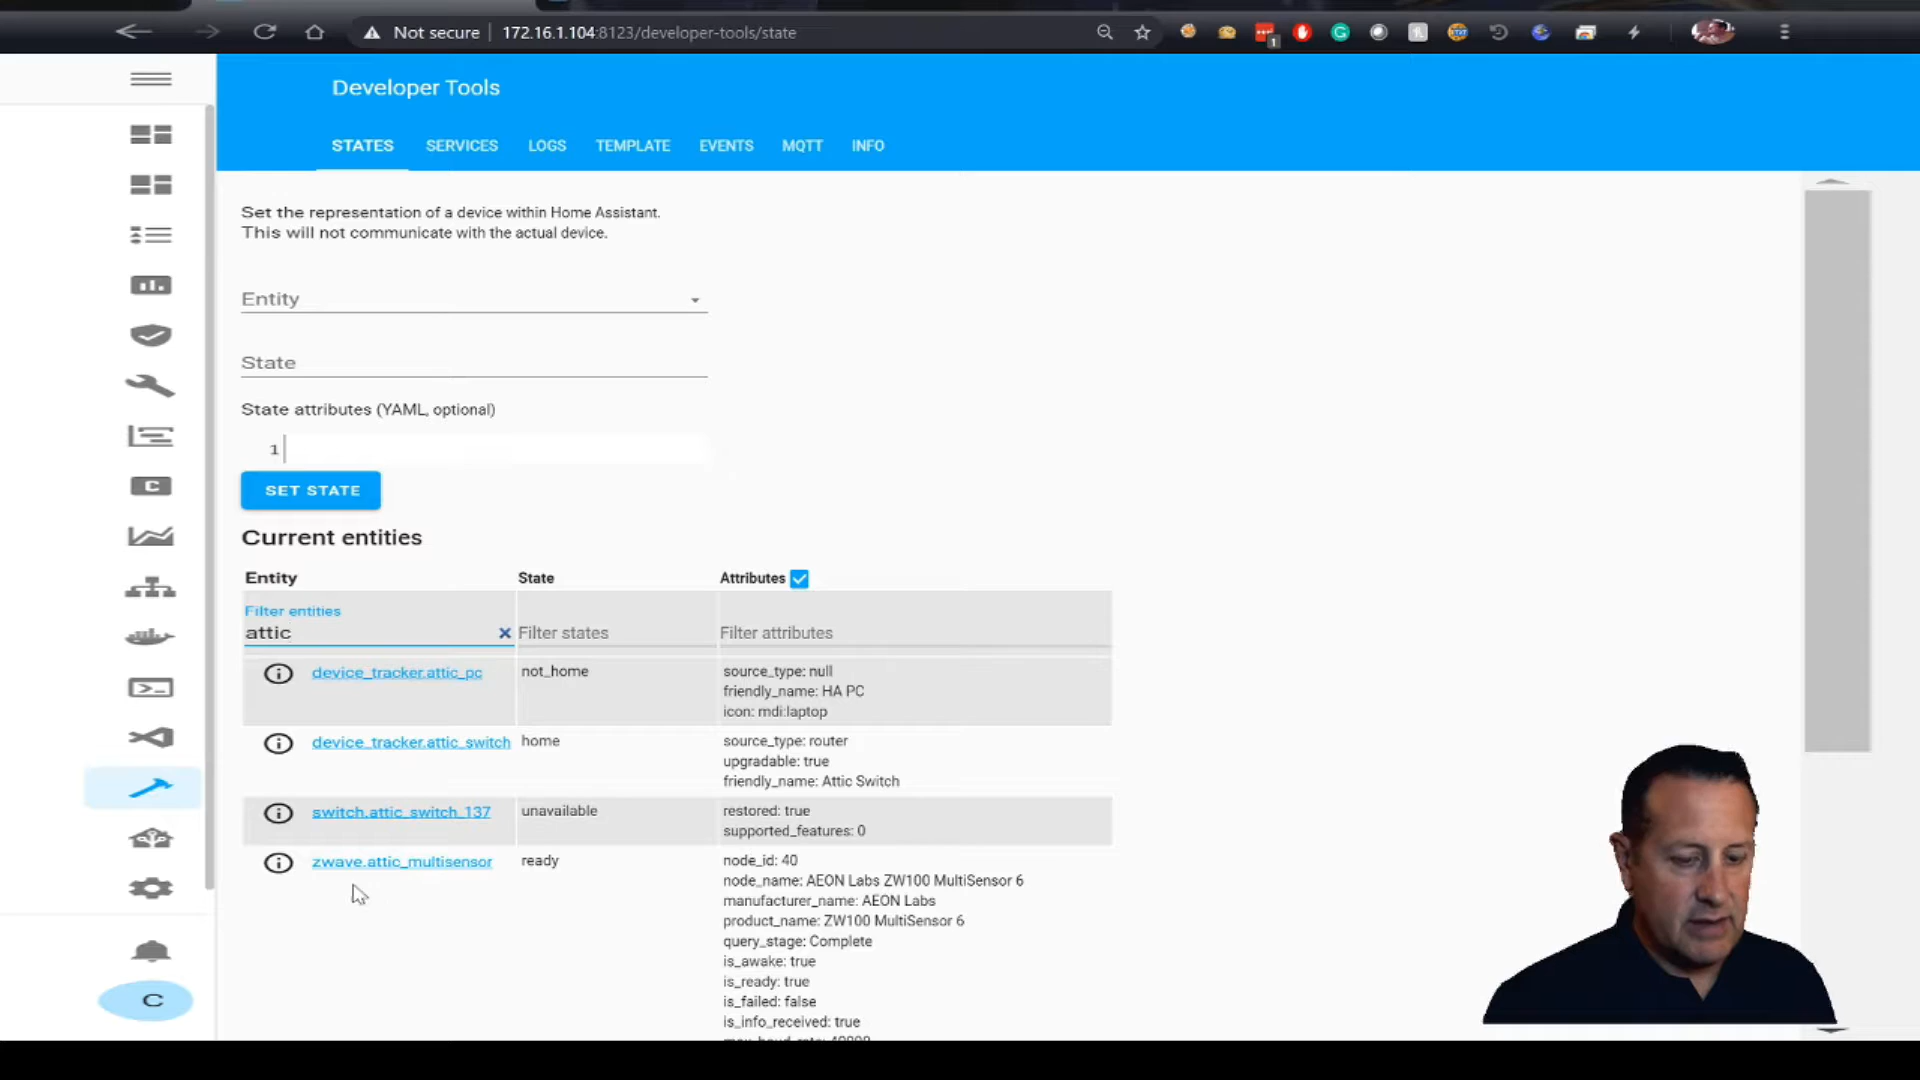 Not secure
172.16.1.104:8123/developer-tools/state
1
Developer Tools
STATES
SERVICES
LOGS
TEMPLATE
EVENTS
MQTT
INFO
Set the representation of a device within Home Assistant.
This will not communicate with the actual device.
Entity
State
State attributes (YAML, optional)
1
SET STATE
Current entities
Entity
State
Attributes
Filter entities
attic
Filter states
Filter attributes
device_tracker.attic_pc
not_home
source_type: null
friendly_name: HA PC
icon: mdi:laptop
device_tracker.attic_switch
home
source_type: router
upgradable: true
friendly_name: Attic Switch
switch.attic_switch_137
unavailable
restored: true
supported_features: 0
zwave.attic_multisensor
ready
node_id: 40
node_name: AEON Labs ZW100 MultiSensor 6
manufacturer_name: AEON Labs
product_name: ZW100 MultiSensor 6
query_stage: Complete
is_awake: true
is_ready: true
is_failed: false
is_info_received: true
C
C